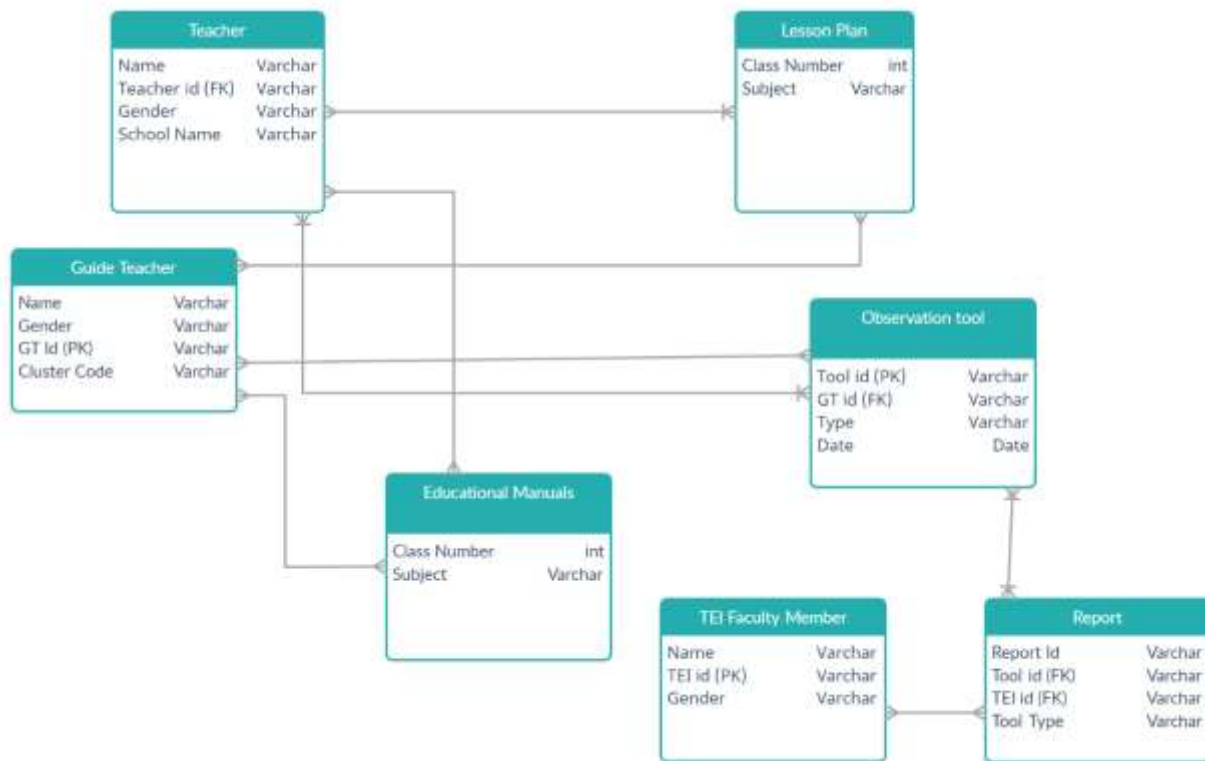 Teacher
Name Varchar
Teacher id (FK) Varchar
Gender Varchar
School Name Varchar
Lesson Plan
Class Number int
Subject Varchar
Guide Teacher
Name Varchar
Gender Varchar
GT Id (PK) Varchar
Cluster Code Varchar
Observation tool
Tool id (PK) Varchar
GT id (FK) Varchar
Type Varchar
Date Date
Educational Manuals
Class Number int
Subject Varchar
TEI Faculty Member
Name Varchar
TEI id (PK) Varchar
Gender Varchar
Report
Report Id Varchar
Tool id (FK) Varchar
TEI id (FK) Varchar
Tool Type Varchar